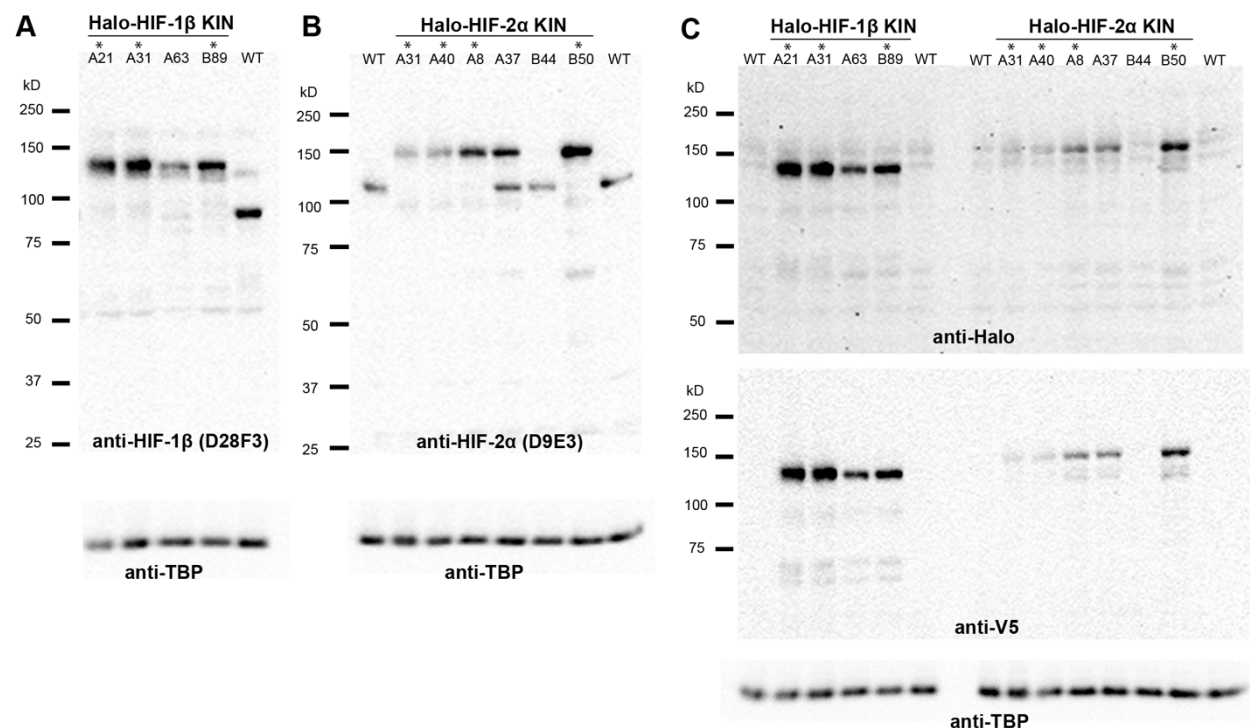 A
Halo-HIF-1β KIN
* * *
A21 A31 A63 B89 WT
kD
250
150
100
75
50
37
25
anti-HIF-1β (D28F3)
anti-TBP
B
Halo-HIF-2α KIN
* * * *
WT A31 A40 A8 A37 B44 B50 WT
kD
250
150
100
75
50
37
25
anti-HIF-2α (D9E3)
anti-TBP
C
Halo-HIF-1β KIN Halo-HIF-2α KIN
* * * * * * *
WT A21 A31 A63 B89 WT WT A31 A40 A8 A37 B44 B50 WT
kD
250
150
100
75
50
anti-Halo
kD
250
150
100
75
anti-V5
anti-TBP